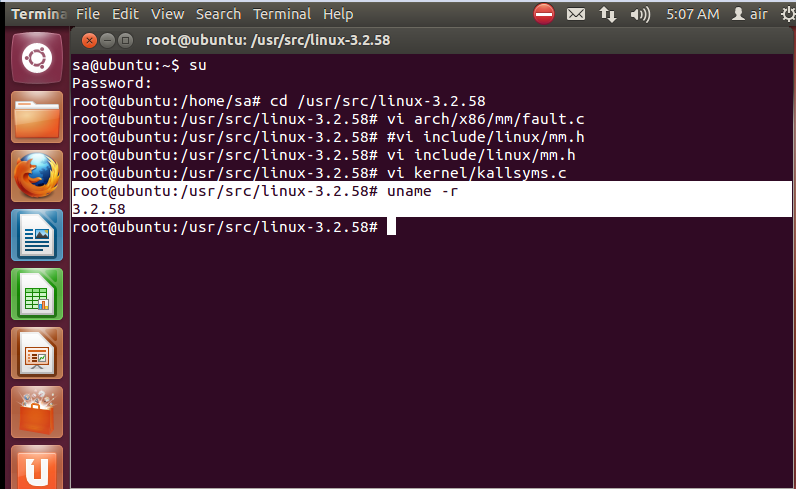 Termina File Edit View Search Terminal Help 5:07 AM air
root@ubuntu: /usr/src/linux-3.2.58
sa@ubuntu:~$ su
Password:
root@ubuntu:/home/sa# cd /usr/src/linux-3.2.58
root@ubuntu:/usr/src/linux-3.2.58# vi arch/x86/mm/fault.c
root@ubuntu:/usr/src/linux-3.2.58# #vi include/linux/mm.h
root@ubuntu:/usr/src/linux-3.2.58# vi include/linux/mm.h
root@ubuntu:/usr/src/linux-3.2.58# vi kernel/kallsyms.c
root@ubuntu:/usr/src/linux-3.2.58# uname -r
3.2.58
root@ubuntu:/usr/src/linux-3.2.58#